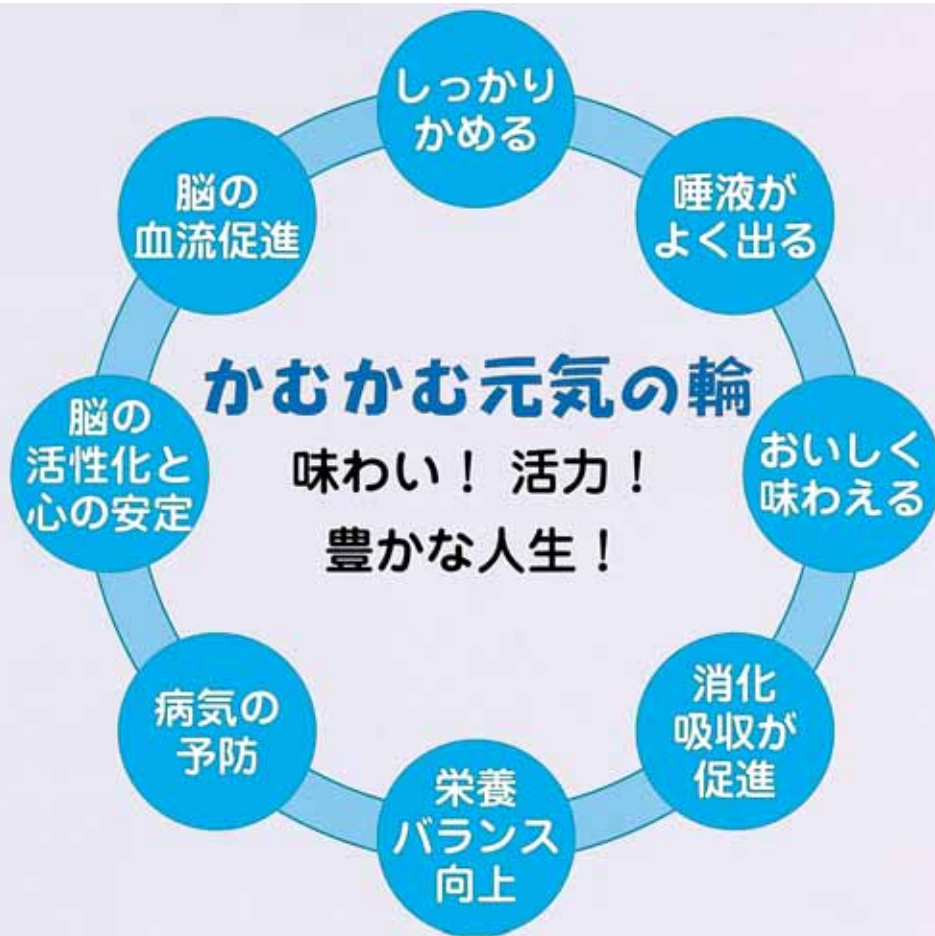 しっかり
かめる
唾液が
よく出る
おいしく
味わえる
消化
吸収が
促進
栄養
バランス
向上
病気の
予防
脳の
活性化と
心の安定
脳の
血流促進
かむかむ元気の輪
味わい！ 活力！
豊かな人生！